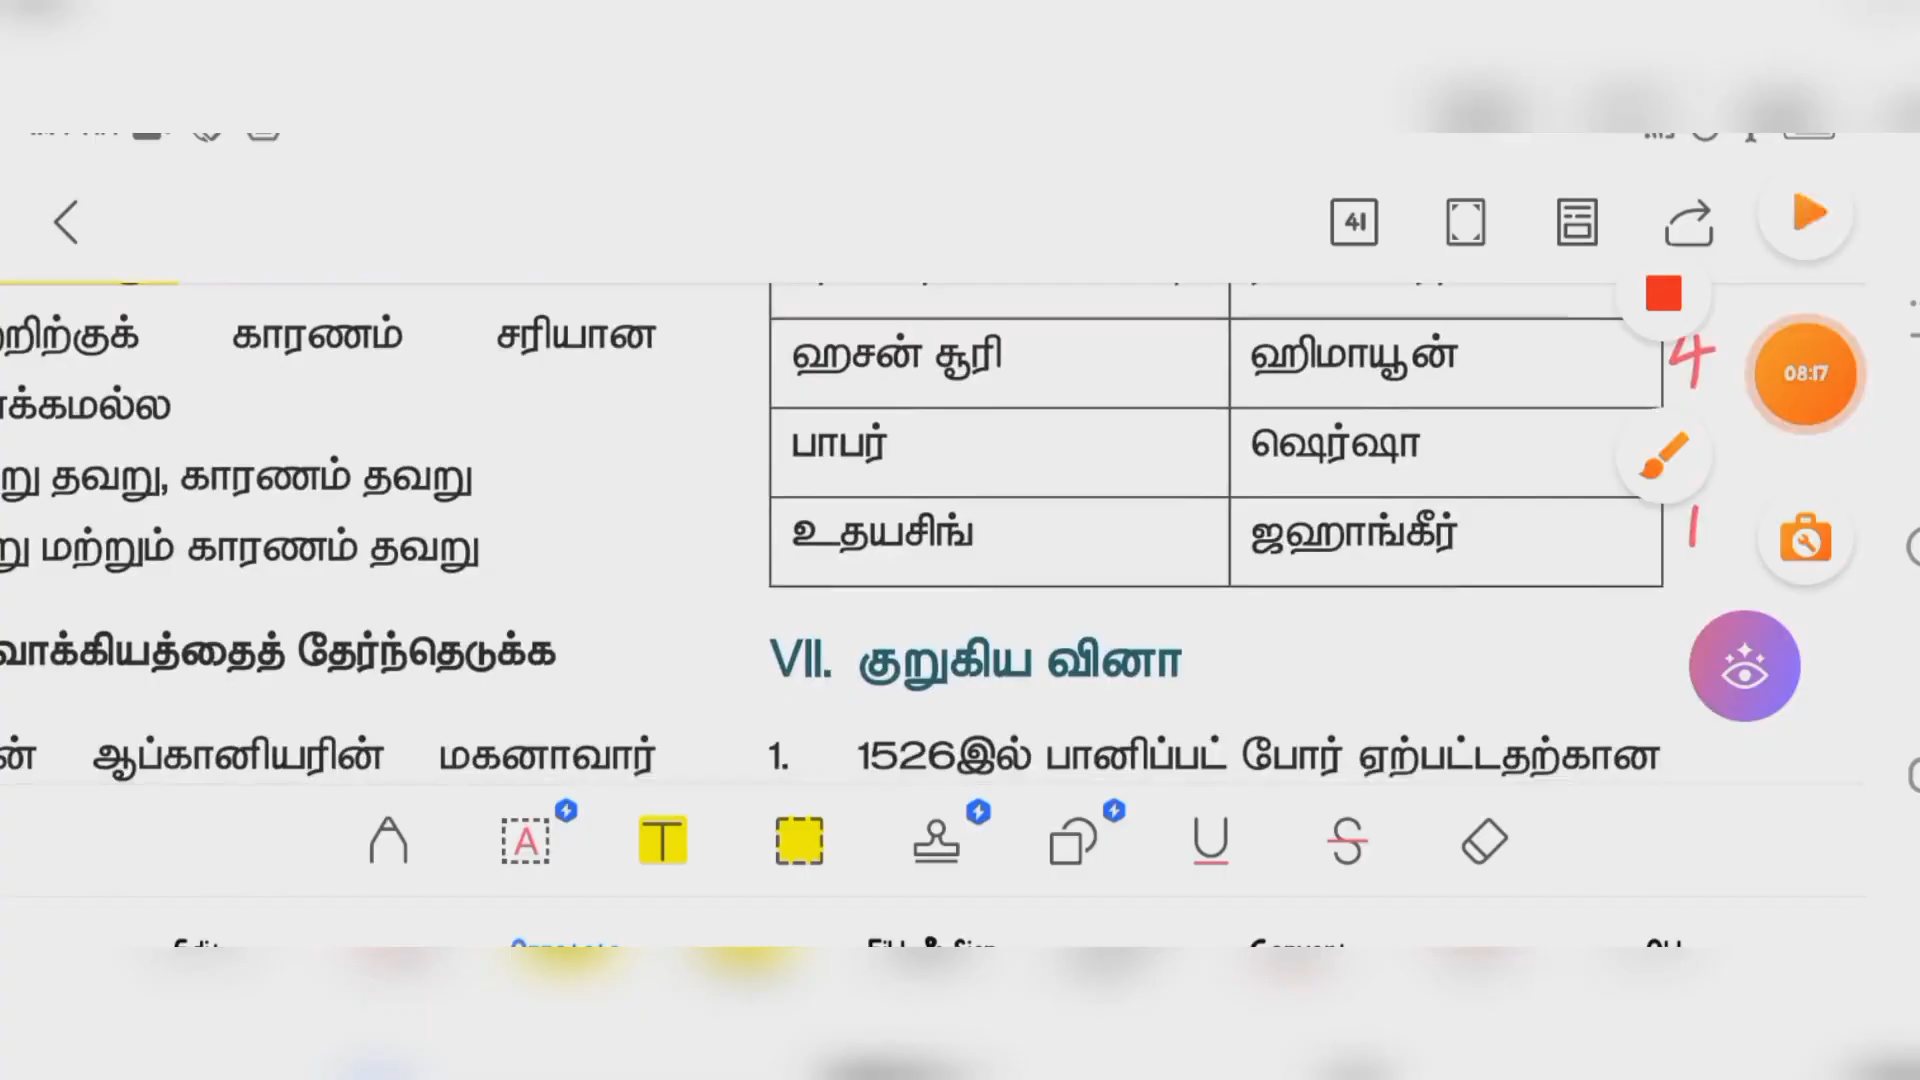 41
08:17
றிற்குக் காரணம் சரியான
க்கமல்ல
று தவறு, காரணம் தவறு
று மற்றும் காரணம் தவறு
வாக்கியத்தைத் தேர்ந்தெடுக்க
ன் ஆப்கானியரின் மகனாவார்
ஹசன் சூரி ஹிமாயூன் 4
பாபர் ஷெர்ஷா
உதயசிங் ஜஹாங்கீர் 1
VII. குறுகிய வினா
1. 1526இல் பானிப்பட் போர் ஏற்பட்டதற்கான